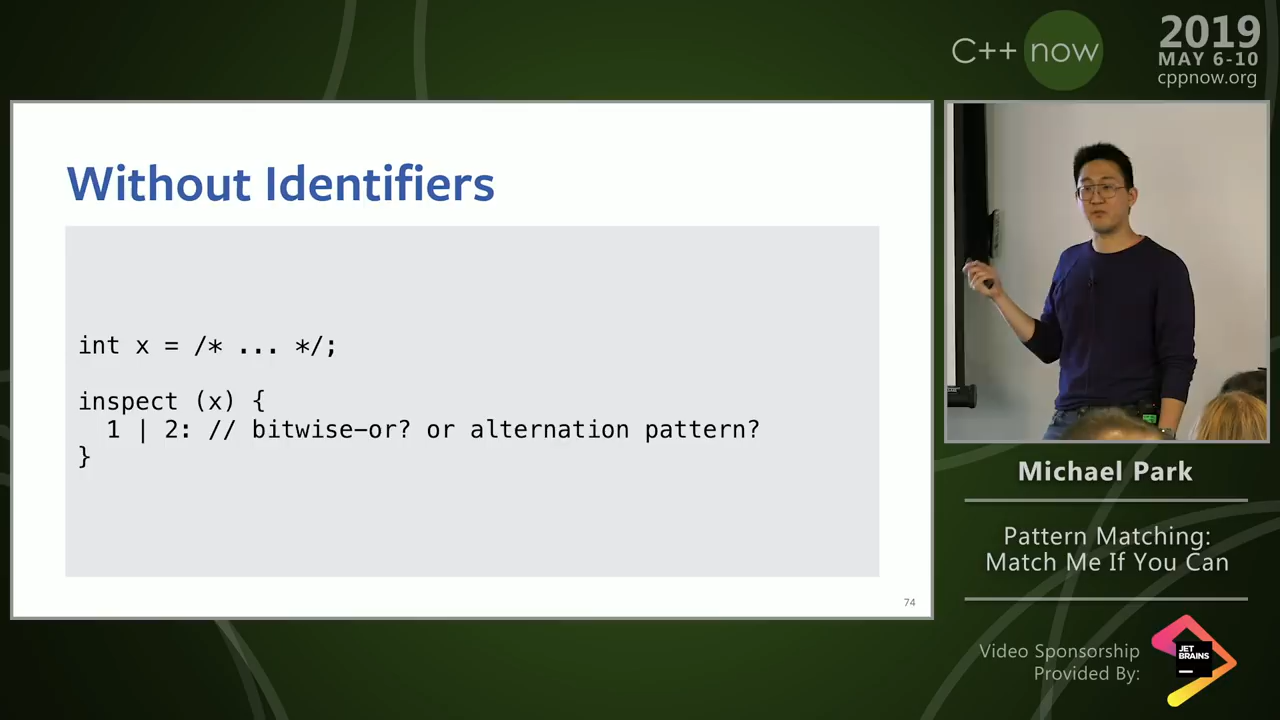 C++ now
2019
MAY 6-10
cppnow.org
Without Identifiers
int x = /* ... */;
inspect (x) {
1 | 2: // bitwise-or? or alternation pattern?
}
74
Michael Park
Pattern Matching:
Match Me If You Can
Video Sponsorship
Provided By:
JET
BRAINS